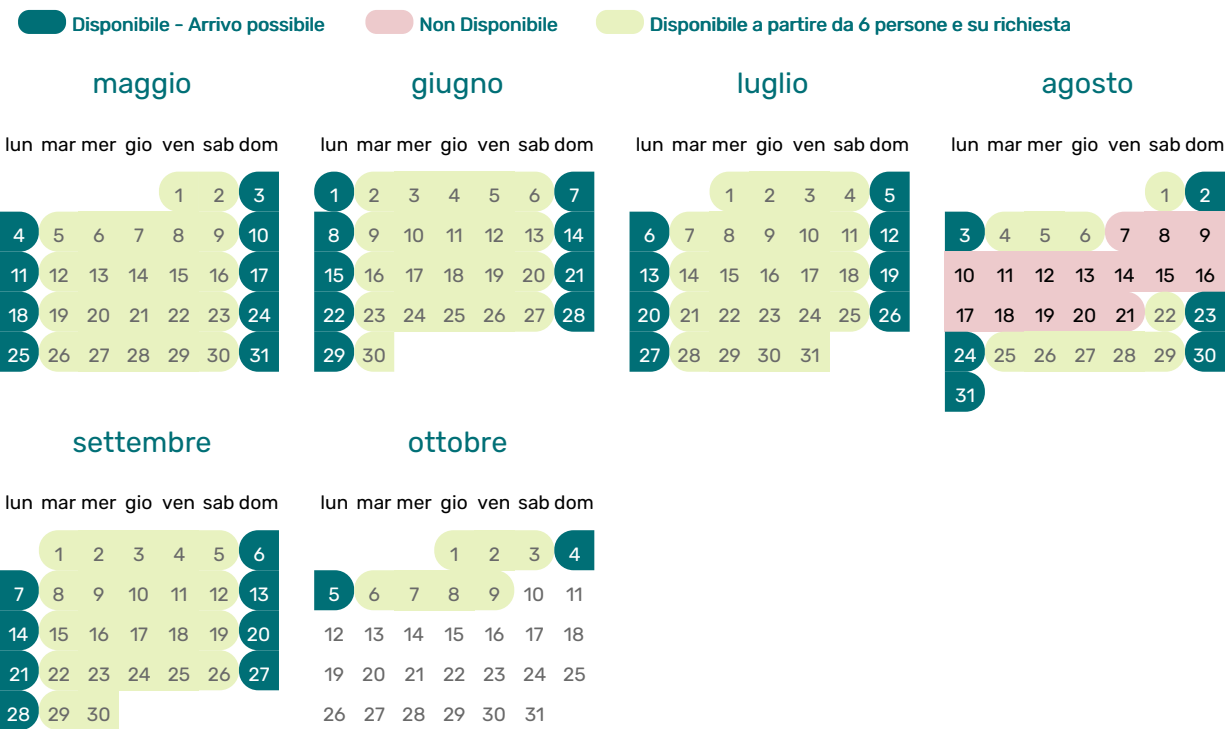 Disponibile - Arrivo possibile Non Disponibile Disponibile a partire da 6 persone e su richiesta
maggio giugno luglio agosto
lun mar mer gio ven sab dom lun mar mer gio ven sab dom lun mar mer gio ven sab dom lun mar mer gio ven sab dom
1 2 3 1 2 3 4 5 6 7 1 2 3 4 5 1 2
4 5 6 7 8 9 10 8 9 10 11 12 13 14 6 7 8 9 10 11 12 3 4 5 6 7 8 9
11 12 13 14 15 16 17 15 16 17 18 19 20 21 13 14 15 16 17 18 19 10 11 12 13 14 15 16
18 19 20 21 22 23 24 22 23 24 25 26 27 28 20 21 22 23 24 25 26 17 18 19 20 21 22 23
25 26 27 28 29 30 31 29 30 27 28 29 30 31 24 25 26 27 28 29 30
31
settembre ottobre
lun mar mer gio ven sab dom lun mar mer gio ven sab dom
1 2 3 4 5 6 1 2 3 4
7 8 9 10 11 12 13 5 6 7 8 9 10 11
14 15 16 17 18 19 20 12 13 14 15 16 17 18
21 22 23 24 25 26 27 19 20 21 22 23 24 25
28 29 30 26 27 28 29 30 31